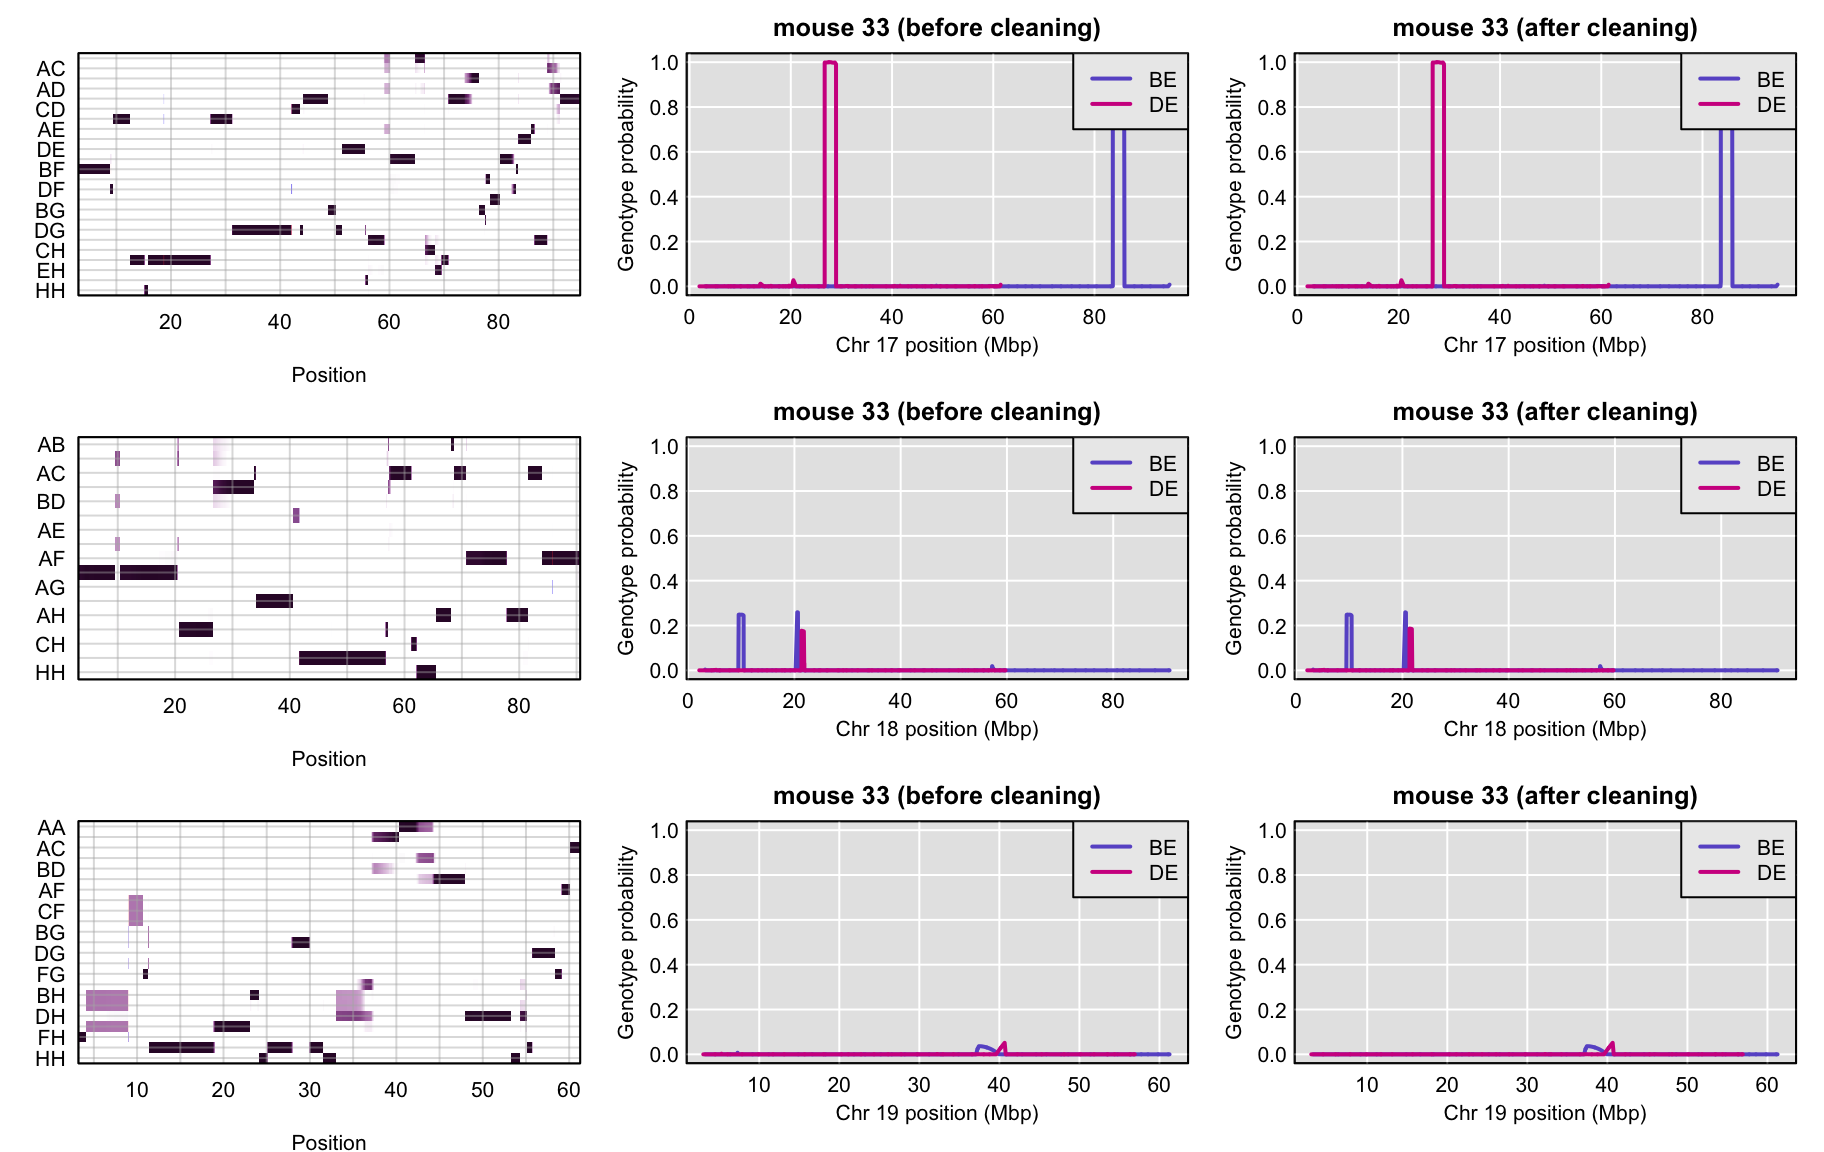 AC
AD
CD
AE
DE
BF
DF
BG
DG
CH
EH
HH
20 40 60 80
Position
mouse 33 (before cleaning)
Genotype probability
1.0
0.8
0.6
0.4
0.2
0.0
BE
DE
0 20 40 60 80
Chr 17 position (Mbp)
mouse 33 (after cleaning)
Genotype probability
1.0
0.8
0.6
0.4
0.2
0.0
BE
DE
0 20 40 60 80
Chr 17 position (Mbp)
AB
AC
BD
AE
AF
AG
AH
CH
HH
20 40 60 80
Position
mouse 33 (before cleaning)
Genotype probability
1.0
0.8
0.6
0.4
0.2
0.0
BE
DE
0 20 40 60 80
Chr 18 position (Mbp)
mouse 33 (after cleaning)
Genotype probability
1.0
0.8
0.6
0.4
0.2
0.0
BE
DE
0 20 40 60 80
Chr 18 position (Mbp)
AA
AC
BD
AF
CF
BG
DG
FG
BH
DH
FH
HH
10 20 30 40 50 60
Position
mouse 33 (before cleaning)
Genotype probability
1.0
0.8
0.6
0.4
0.2
0.0
BE
DE
10 20 30 40 50 60
Chr 19 position (Mbp)
mouse 33 (after cleaning)
Genotype probability
1.0
0.8
0.6
0.4
0.2
0.0
BE
DE
10 20 30 40 50 60
Chr 19 position (Mbp)